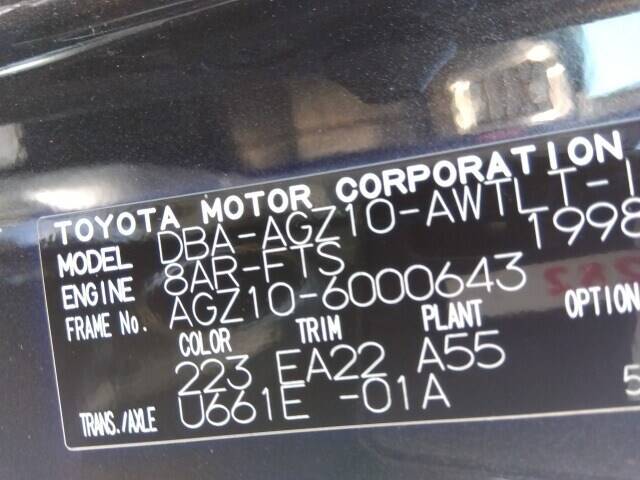 TOYOTA MOTOR CORPORATION
MODEL DBA-AGZ10-AWTLT-
ENGINE 8AR-FTS 1998
FRAME No. AGZ10-6000643
COLOR TRIM PLANT OPTION
223 EA22 A55
TRANS./AXLE U661E -01A 5